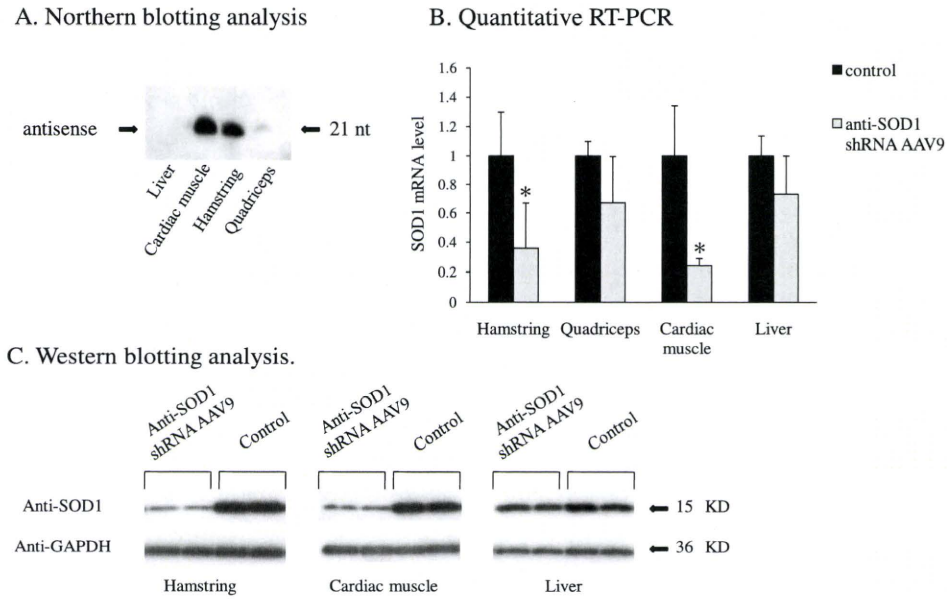 A. Northern blotting analysis
antisense
21 nt
Liver
Cardiac muscle
Hamstring
Quadriceps
B. Quantitative RT-PCR
SOD1 mRNA level
1.6
1.4
1.2
1
0.8
0.6
0.4
0.2
0
*
*
Hamstring
Quadriceps
Cardiac
muscle
Liver
control
anti-SOD1
shRNA AAV9
C. Western blotting analysis.
Anti-SOD1
shRNA AAV9
Control
Anti-SOD1
shRNA AAV9
Control
Anti-SOD1
shRNA AAV9
Control
Anti-SOD1
15 KD
Anti-GAPDH
36 KD
Hamstring
Cardiac muscle
Liver